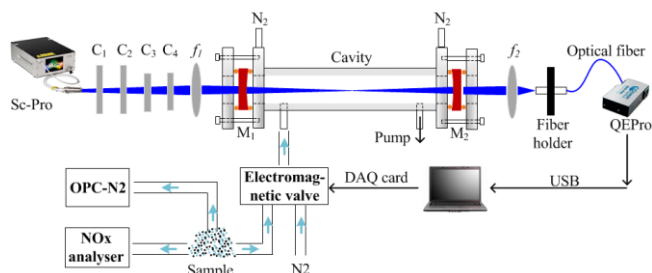 N2
N2
C1
C2
C3
C4
f1
Cavity
f2
Optical fiber
Sc-Pro
M1
M2
Pump
Fiber
holder
QEPro
OPC-N2
Electromag-
netic valve
DAQ card
USB
NOx
analyser
Sample
N2